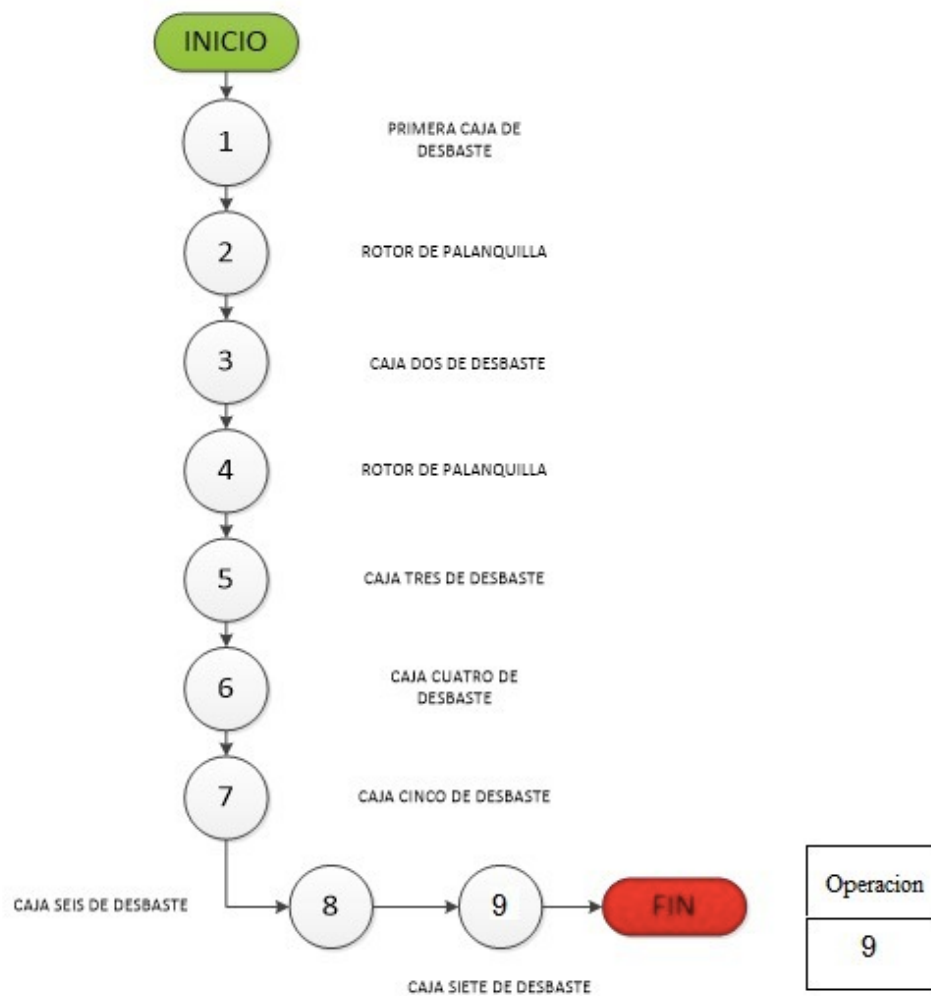 INICIO
1
PRIMERA CAJA DE
DESBASTE
2
ROTOR DE PALANQUILLA
3
CAJA DOS DE DESBASTE
4
ROTOR DE PALANQUILLA
5
CAJA TRES DE DESBASTE
6
CAJA CUATRO DE
DESBASTE
7
CAJA CINCO DE DESBASTE
CAJA SEIS DE DESBASTE
8
9
FIN
CAJA SIETE DE DESBASTE
Operacion
9